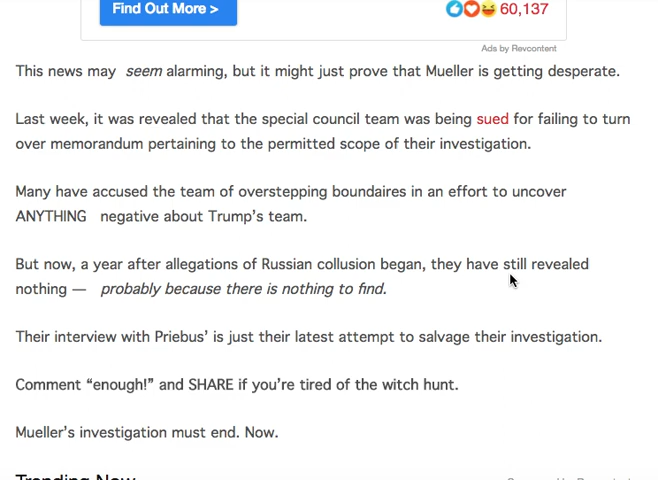 Find Out More >
60,137
Ads by Revcontent
This news may seem alarming, but it might just prove that Mueller is getting desperate.
Last week, it was revealed that the special council team was being sued for failing to turn
over memorandum pertaining to the permitted scope of their investigation.
Many have accused the team of overstepping boundaires in an effort to uncover
ANYTHING negative about Trump's team.
But now, a year after allegations of Russian collusion began, they have still revealed
nothing — probably because there is nothing to find.
Their interview with Priebus' is just their latest attempt to salvage their investigation.
Comment “enough!” and SHARE if you're tired of the witch hunt.
Mueller's investigation must end. Now.
Trending Now